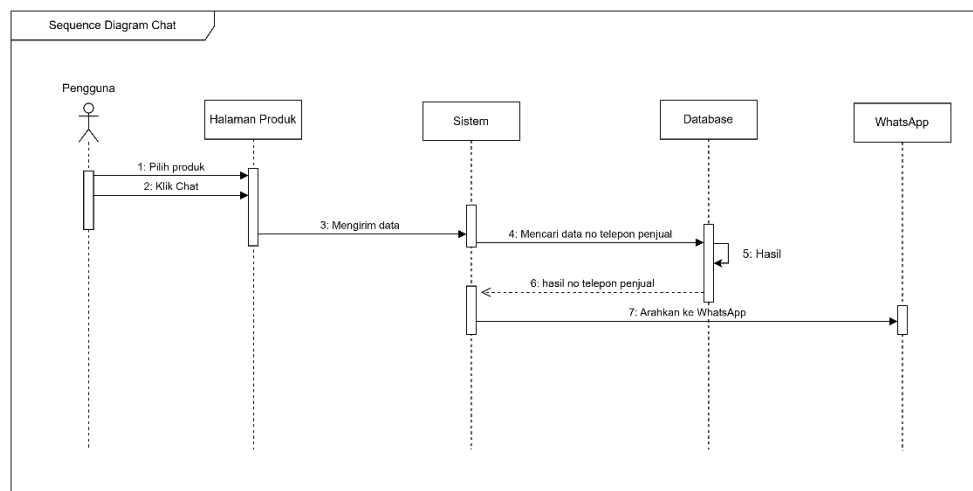 Sequence Diagram Chat
Pengguna
Halaman Produk
Sistem
Database
WhatsApp
1: Pilih produk
2: Klik Chat
3: Mengirim data
4: Mencari data no telepon penjual
5: Hasil
6: hasil no telepon penjual
7: Arahkan ke WhatsApp